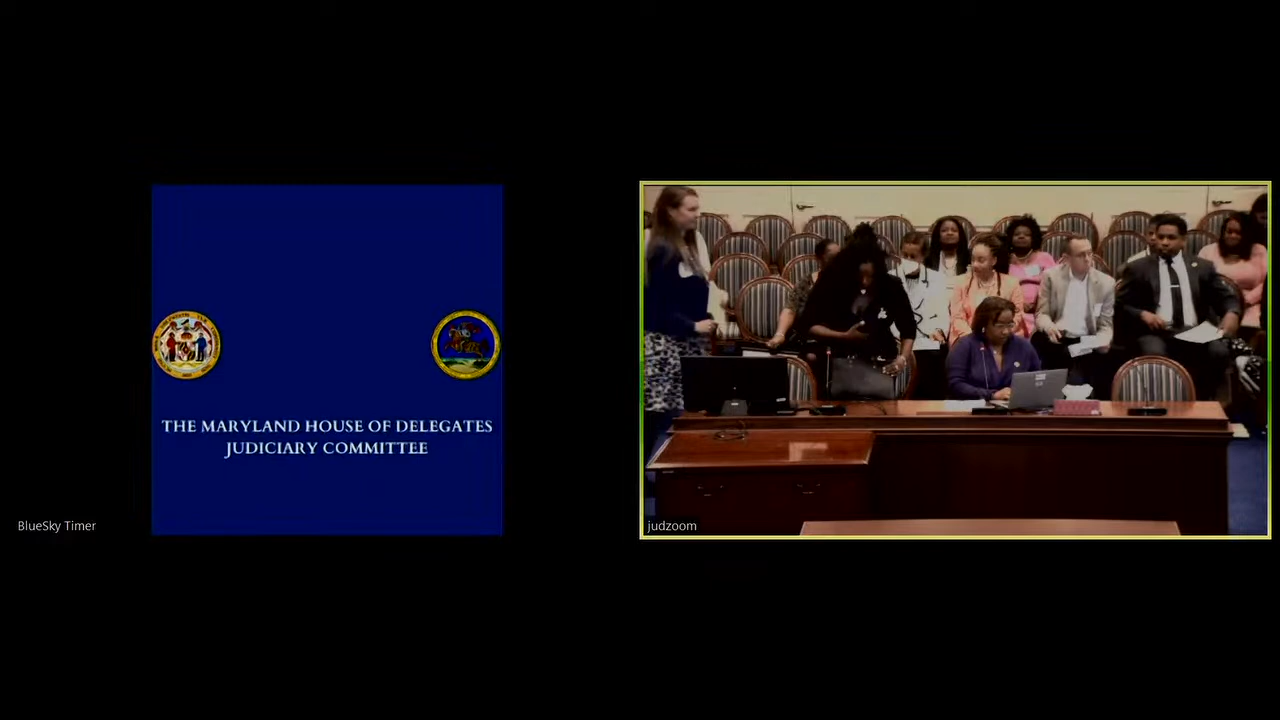 THE MARYLAND HOUSE OF DELEGATES
JUDICIARY COMMITTEE
BlueSky Timer
judzoom